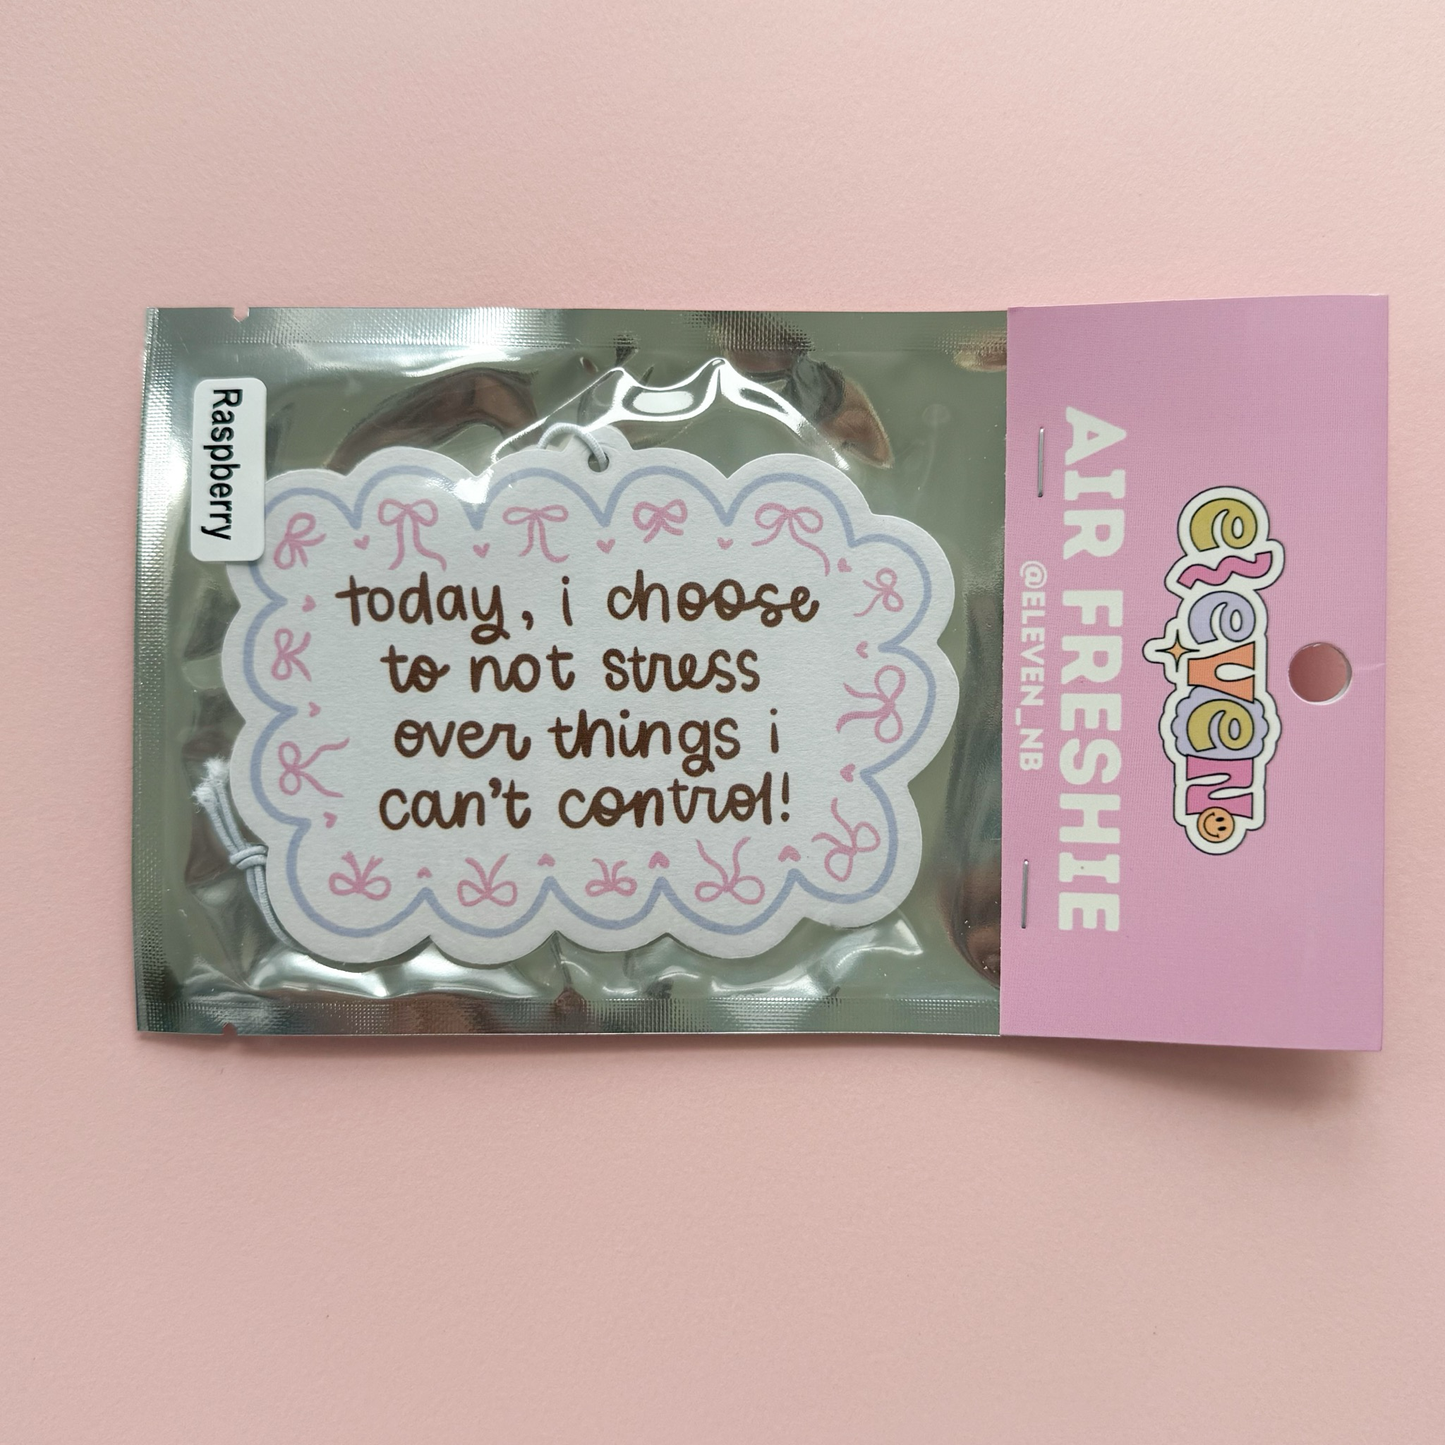 Raspberry
today, i choose
to not stress
over things i
can't control!
eleven
AIR FRESHIE
@ELEVEN_NB